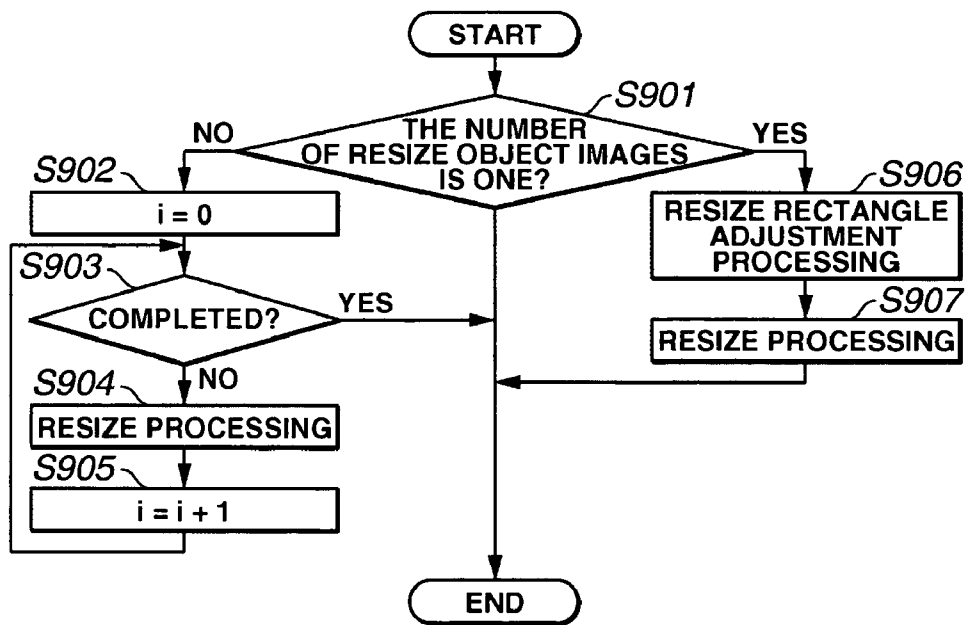 START
S901
THE NUMBER
OF RESIZE OBJECT IMAGES
IS ONE?
NO
YES
S902
i = 0
S903
COMPLETED?
YES
NO
S904
RESIZE PROCESSING
S905
i = i + 1
S906
RESIZE RECTANGLE
ADJUSTMENT
PROCESSING
S907
RESIZE PROCESSING
END